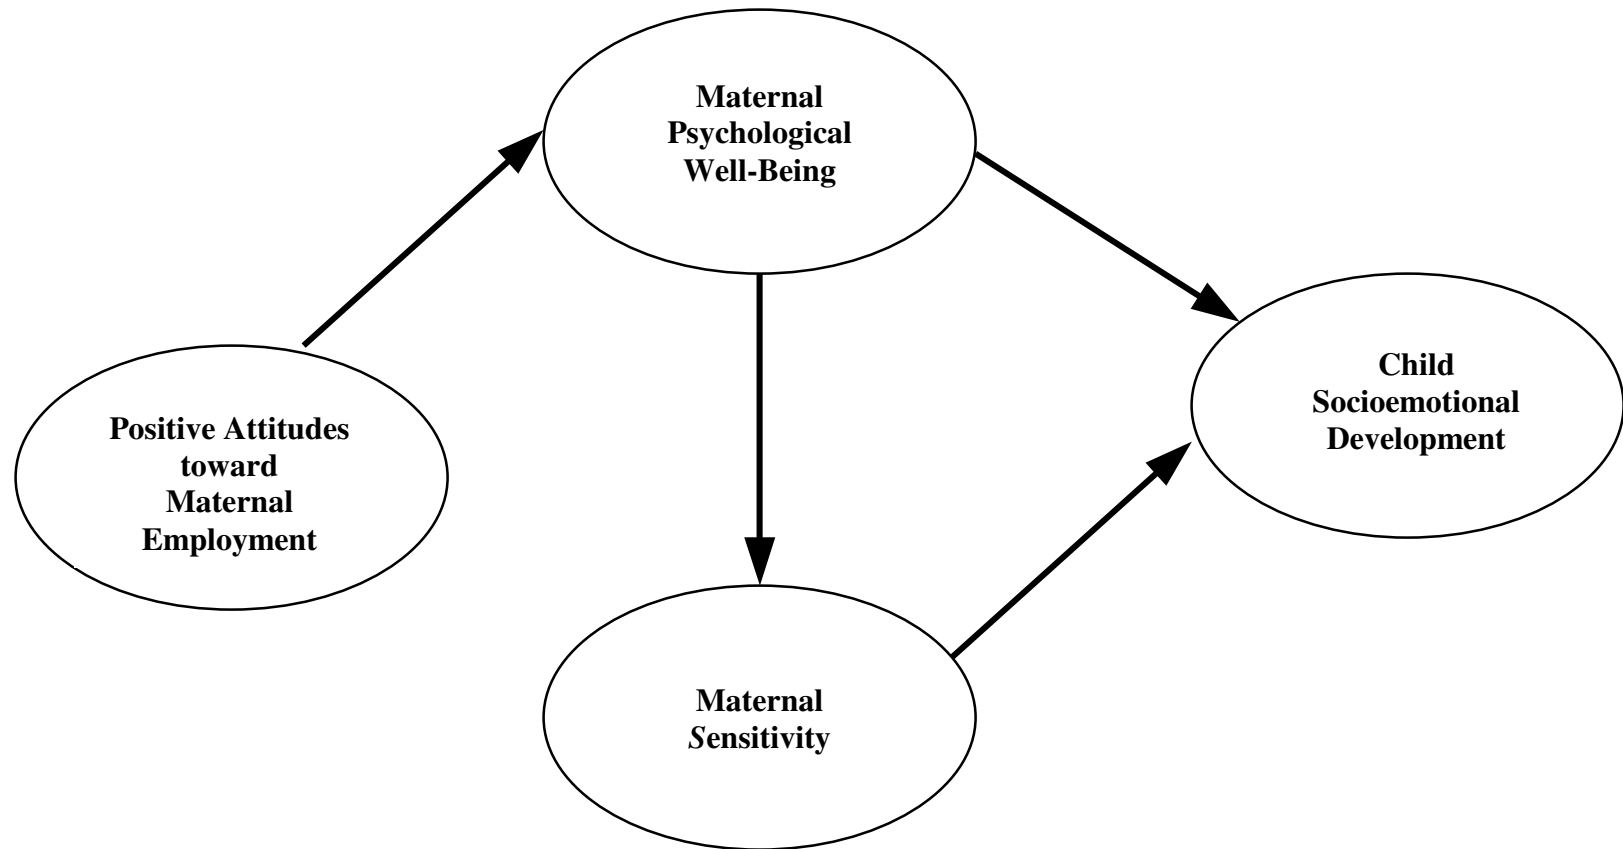 Maternal
Psychological
Well-Being
Positive Attitudes
toward
Maternal
Employment
Child
Socioemotional
Development
Maternal
Sensitivity